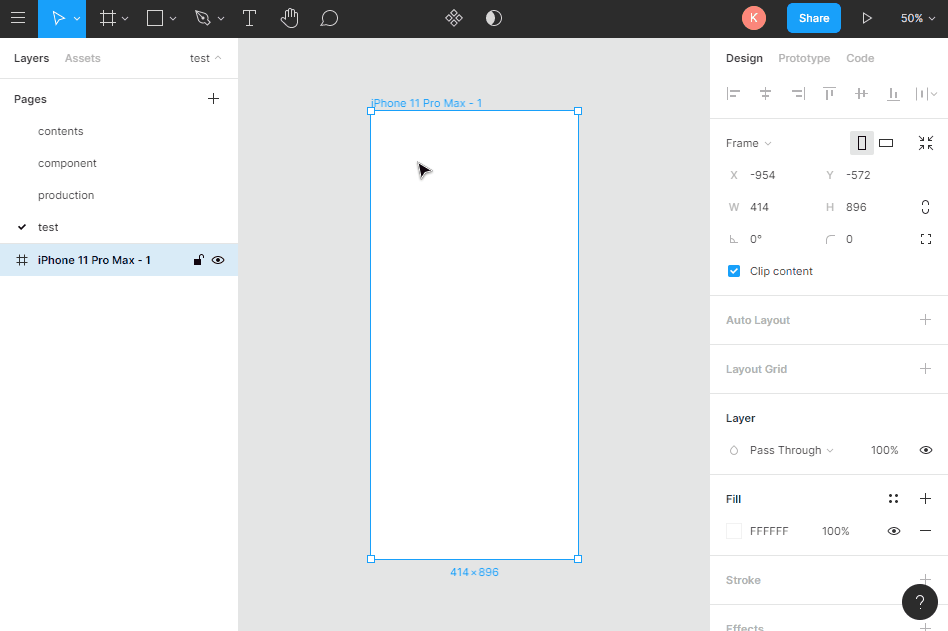 K
Share
50%
Layers
Assets
test
Pages
contents
component
production
test
iPhone 11 Pro Max - 1
iPhone 11 Pro Max - 1
414×896
Design
Prototype
Code
Frame
X -954
Y -572
W 414
H 896
0°
0
Clip content
Auto Layout
Layout Grid
Layer
Pass Through
100%
Fill
FFFFFF
100%
Stroke
?
Effects